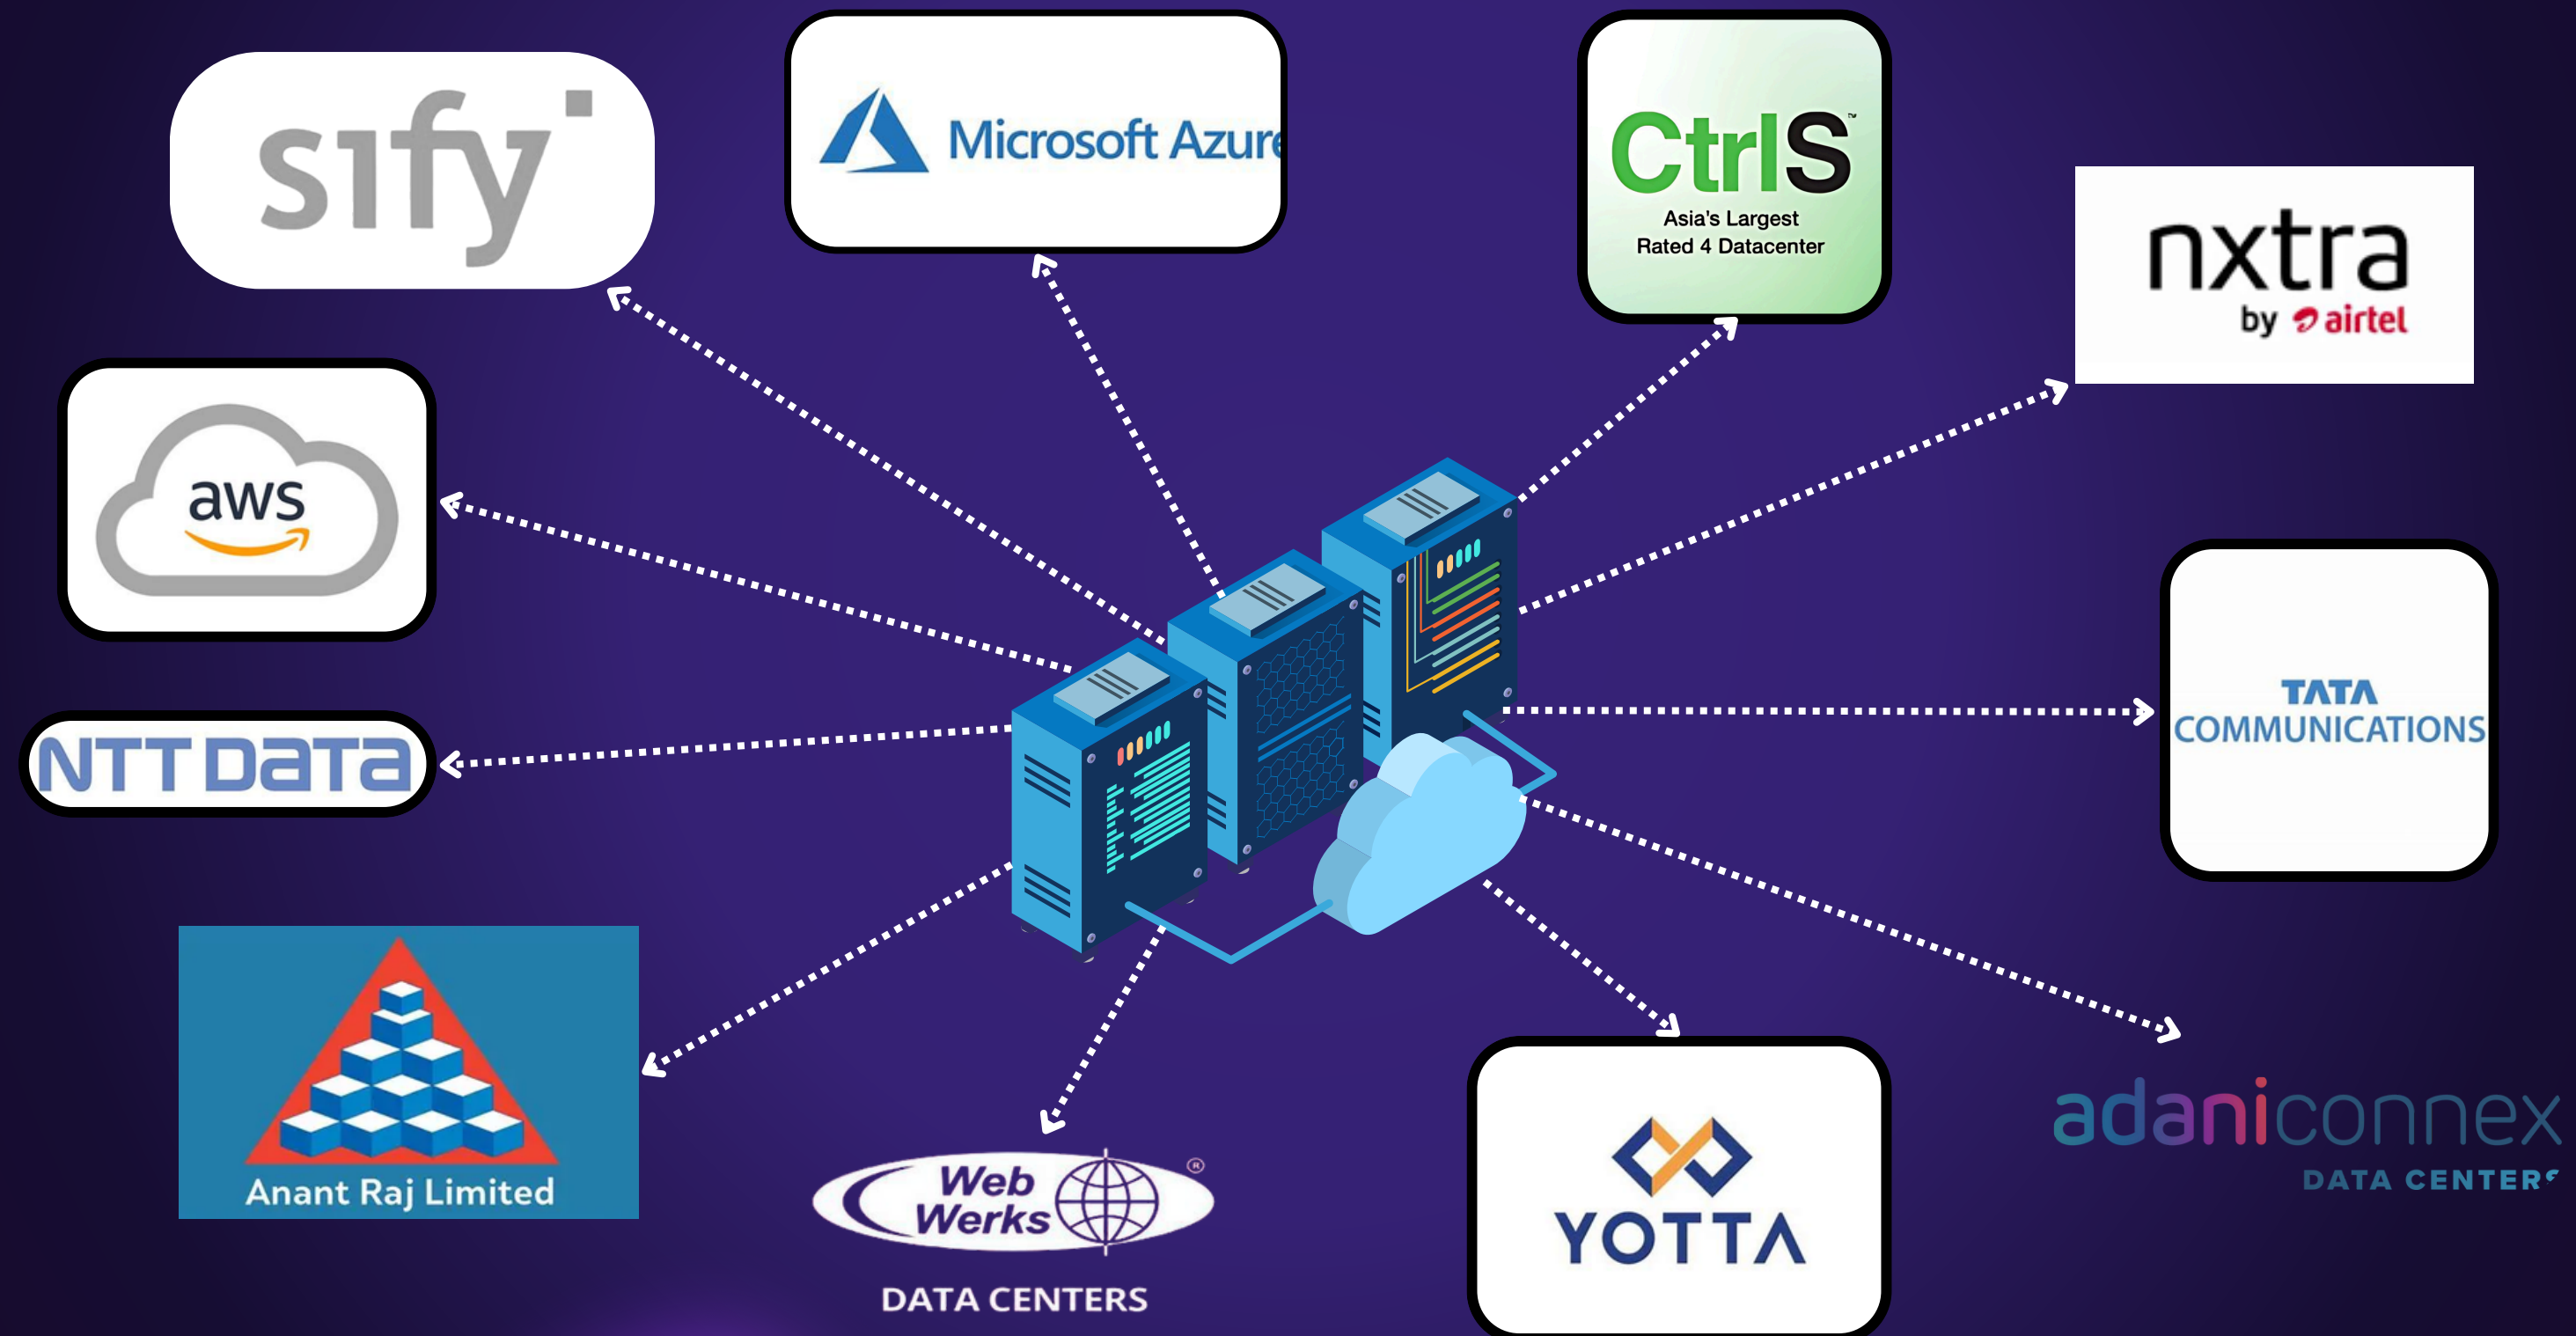 sify
Microsoft Azure
CtrlS™
Asia's Largest
Rated 4 Datacenter
nxtra
by airtel
aws
TATA
COMMUNICATIONS
NTT DATA
Anant Raj Limited
Web
Werks ®
DATA CENTERS
YOTTA
adaniconnex
DATA CENTERS